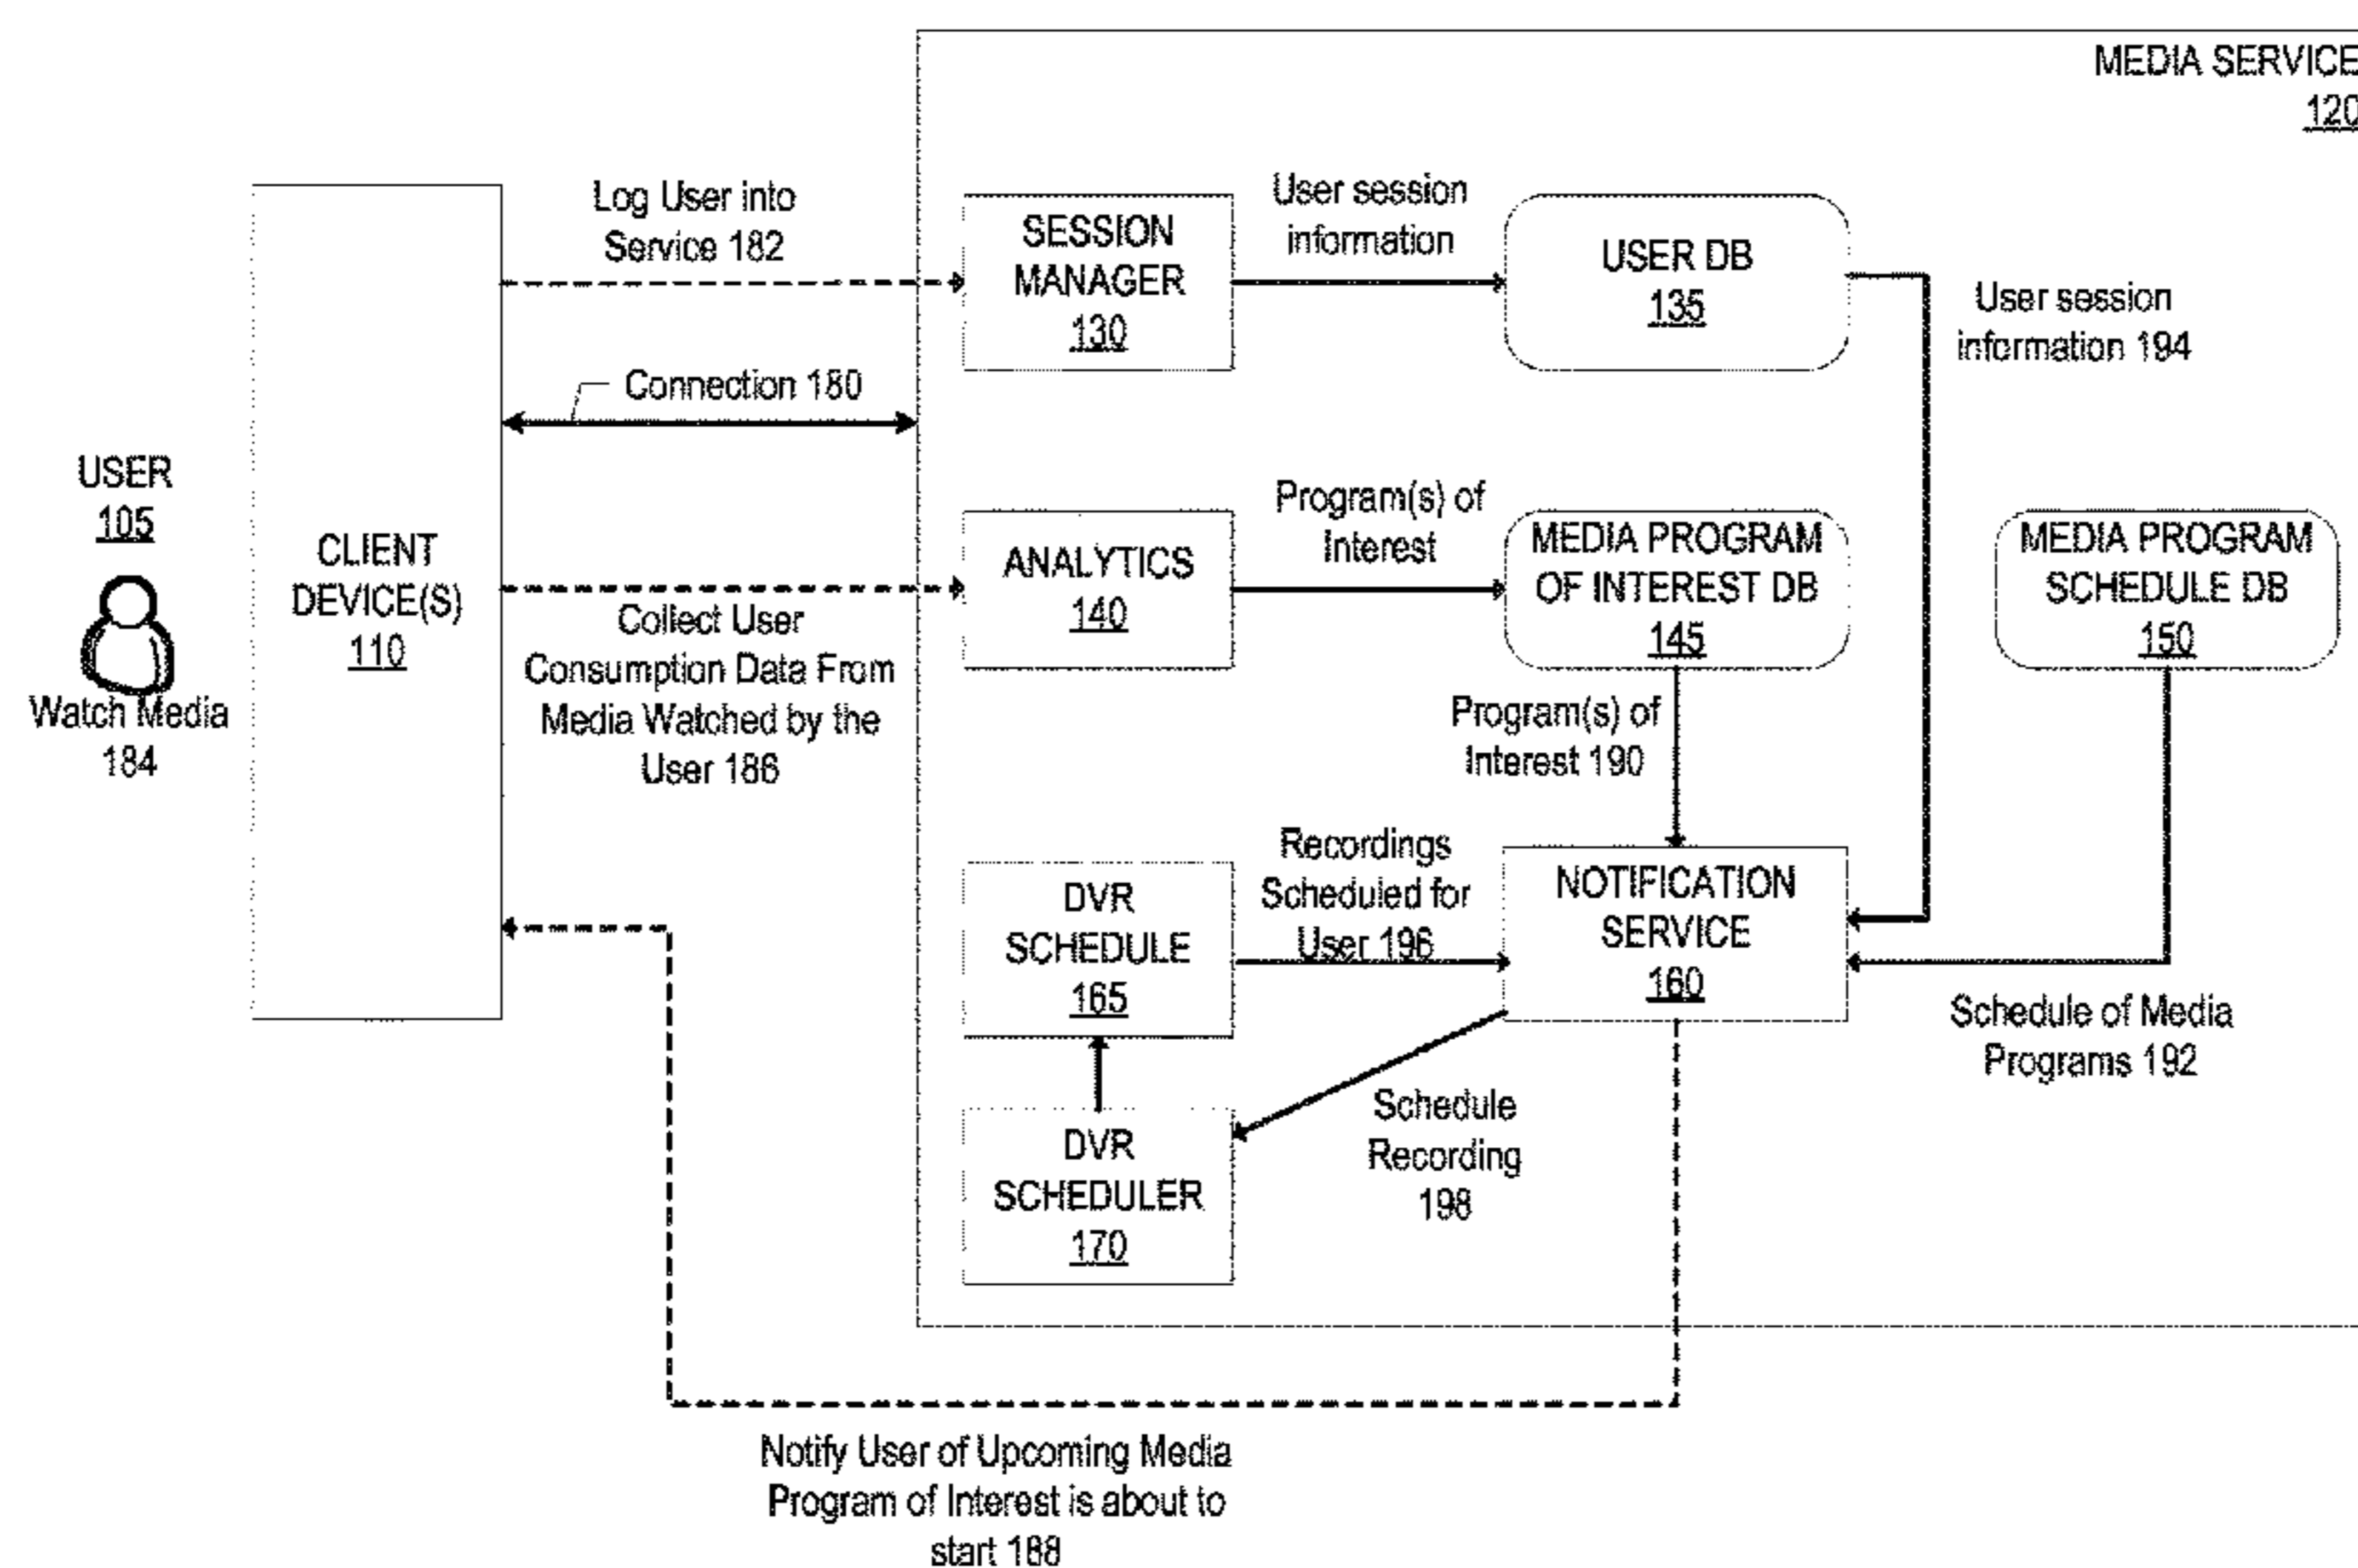 MEDIA SERVICE
120
Log User into
Service 182
SESSION
MANAGER
130
User session
information
USER DB
135
User session
information 194
Connection 180
USER
105
Watch Media
184
CLIENT
DEVICE(S)
110
Collect User
Consumption Data From
Media Watched by the
User 186
ANALYTICS
140
Program(s) of
Interest
MEDIA PROGRAM
OF INTEREST DB
145
MEDIA PROGRAM
SCHEDULE DB
150
Program(s) of
Interest 190
DVR
SCHEDULE
165
Recordings
Scheduled for
User 196
NOTIFICATION
SERVICE
160
Schedule of Media
Programs 192
DVR
SCHEDULER
170
Schedule
Recording
198
Notify User of Upcoming Media
Program of Interest is about to
start 188